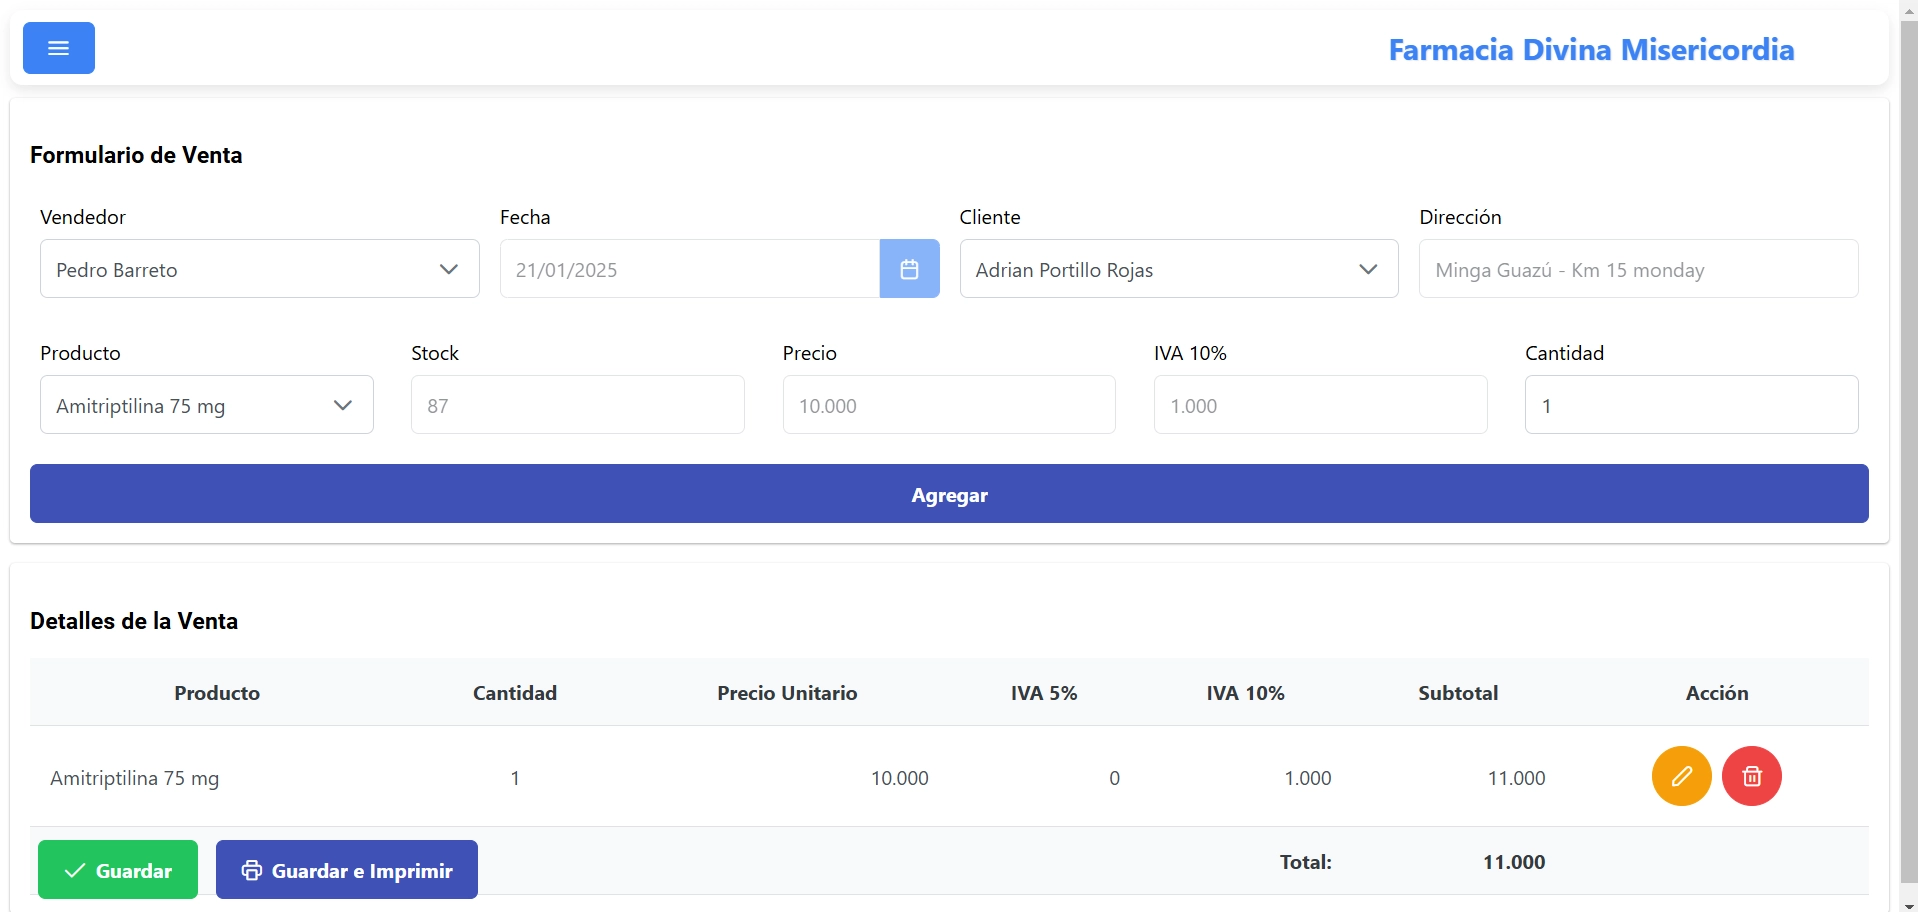 Farmacia Divina Misericordia
Formulario de Venta
Vendedor Fecha Cliente Dirección
Pedro Barreto 21/01/2025 Adrian Portillo Rojas Minga Guazú - Km 15 monday
Producto Stock Precio IVA 10% Cantidad
Amitriptilina 75 mg 87 10.000 1.000 1
Agregar
Detalles de la Venta
Producto Cantidad Precio Unitario IVA 5% IVA 10% Subtotal Acción
Amitriptilina 75 mg 1 10.000 0 1.000 11.000
Guardar Guardar e Imprimir Total: 11.000